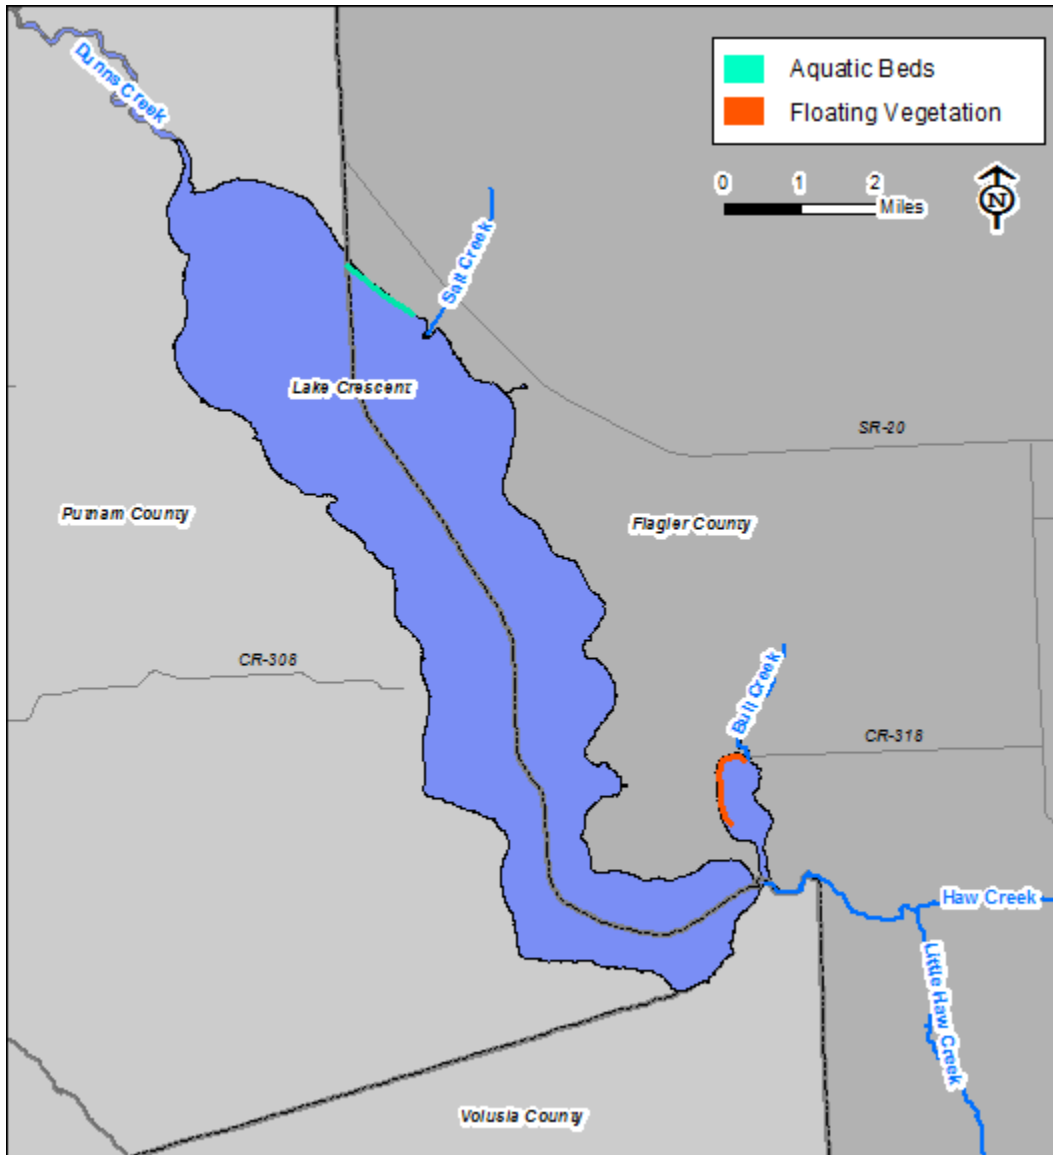 Dunns Creek
Aquatic Beds
Floating Vegetation
0 1 2
Miles
N
Salt Creek
Lake Crescent
SR-20
Putnam County
Flagler County
CR-308
Bull Creek
CR-318
Haw Creek
Little Haw Creek
Volusia County